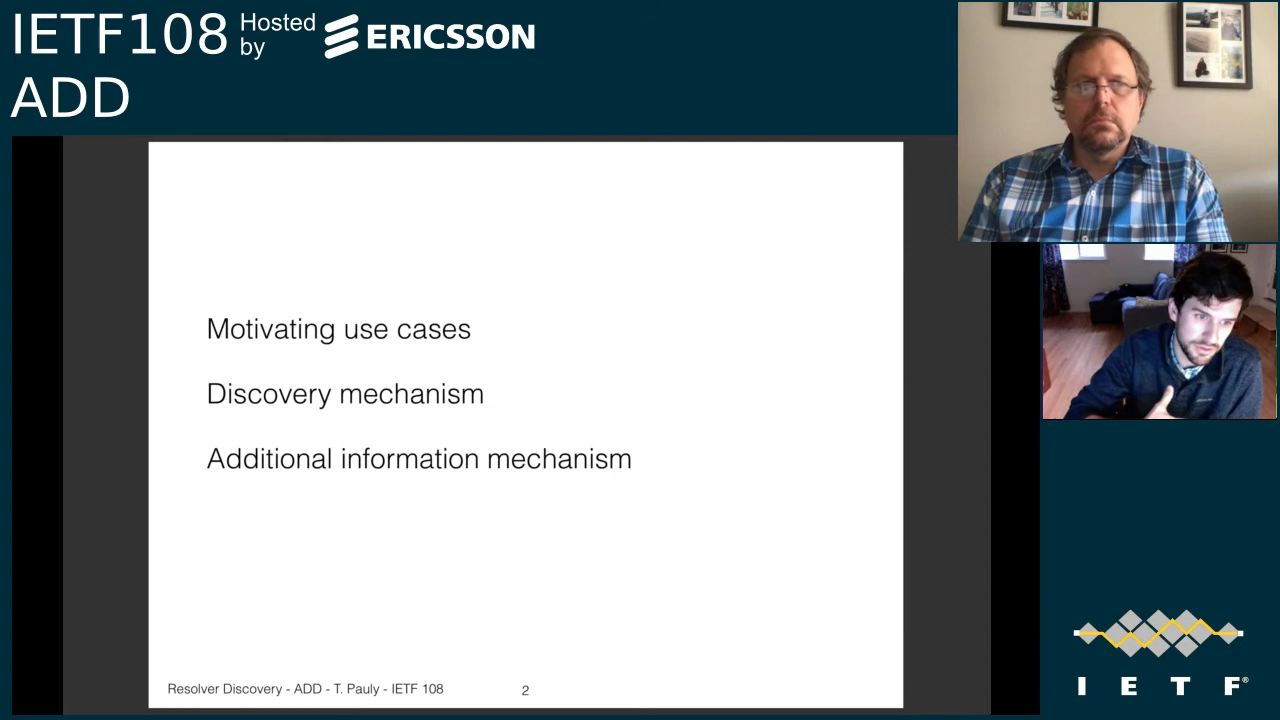 IETF108 Hosted by ERICSSON
ADD
Motivating use cases
Discovery mechanism
Additional information mechanism
Resolver Discovery - ADD - T. Pauly - IETF 108 2
I E T F®